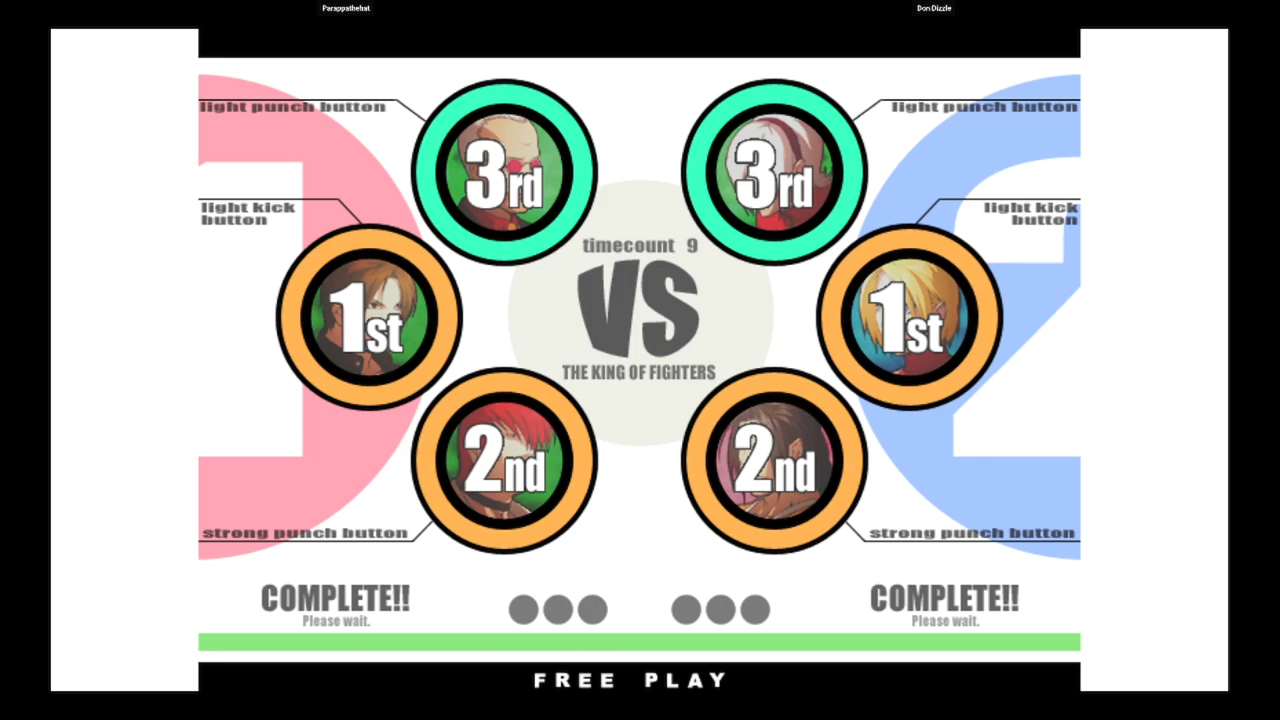 Parappathehat
Don Dizzle
light punch button
light punch button
3rd
3rd
light kick
button
light kick
button
timecount 9
VS
THE KING OF FIGHTERS
1st
1st
2nd
2nd
strong punch button
strong punch button
COMPLETE!!
Please wait.
COMPLETE!!
Please wait.
FREE PLAY